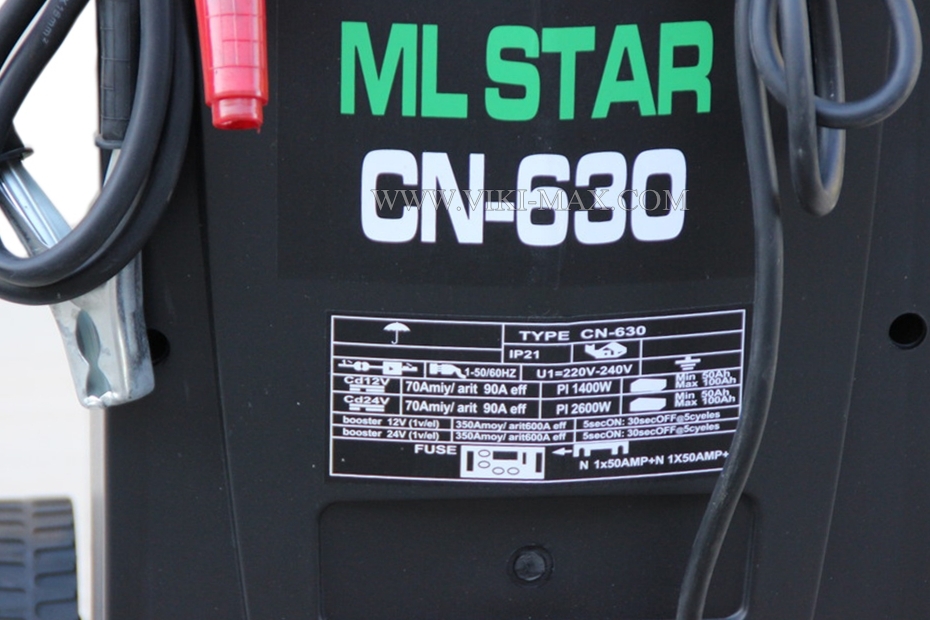 x16mm²
ML STAR
CN-630
WWW.VIKI-MAX.COM
TYPE CN-630
IP21
1-50/60HZ U1=220V-240V
Cd12V 70Amiy/ arit 90A eff PI 1400W Min 50Ah Max 100Ah
Cd24V 70Amiy/ arit 90A eff PI 2600W Min 50Ah Max 100Ah
booster 12V (1v/el) 350Amoy/ arit600A eff 5secON: 30secOFF@5cyeles
booster 24V (1v/el) 350Amoy/ arit600A eff 5secON: 30secOFF@5cyeles
FUSE N 1x50AMP+N 1X50AMP+